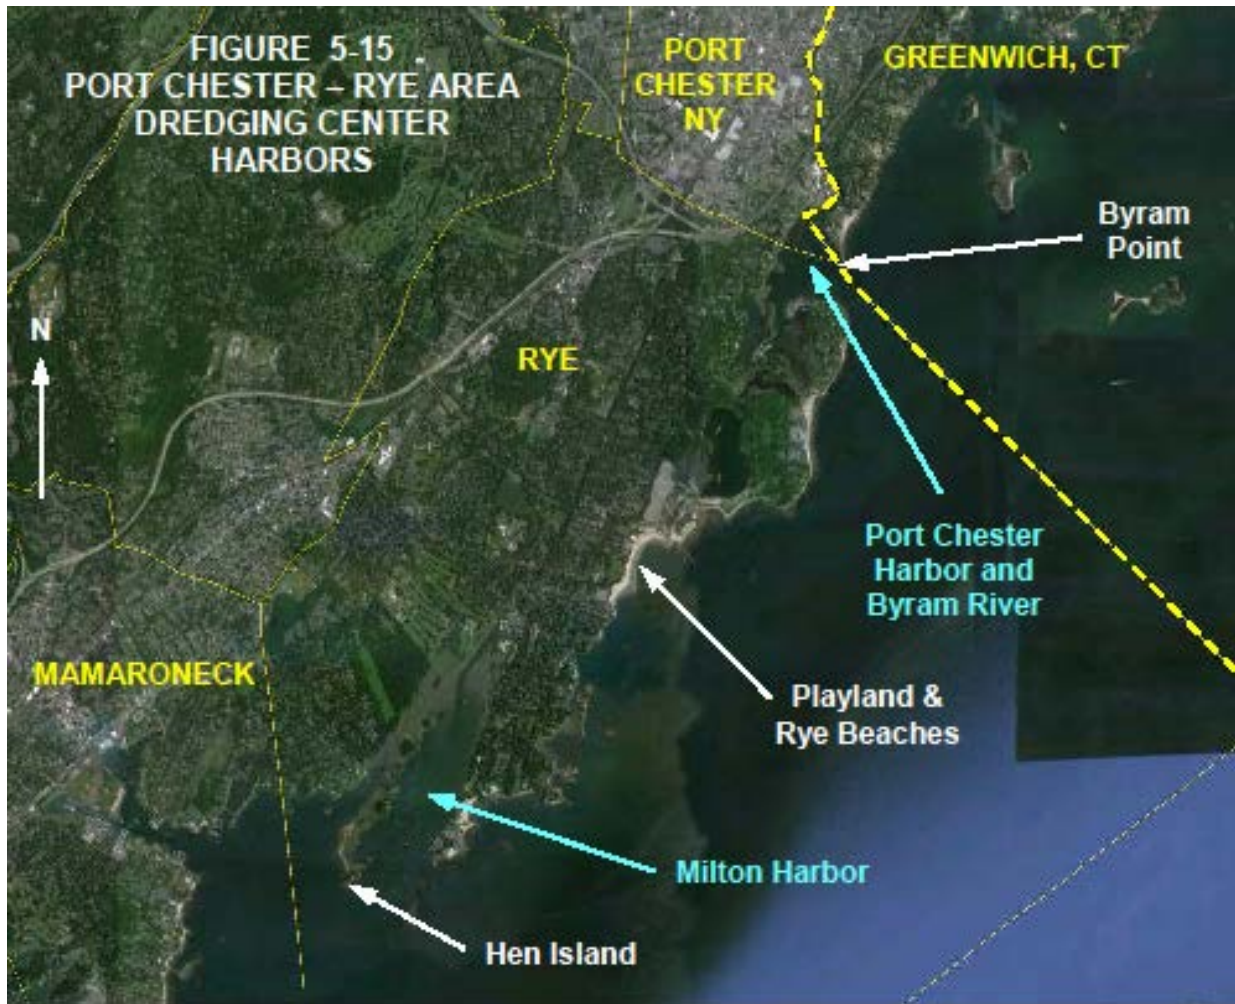 FIGURE 5-15
PORT CHESTER – RYE AREA
DREDGING CENTER
HARBORS
PORT
CHESTER
NY
GREENWICH, CT
Byram
Point
N
RYE
Port Chester
Harbor and
Byram River
MAMARONECK
Playland &
Rye Beaches
Milton Harbor
Hen Island